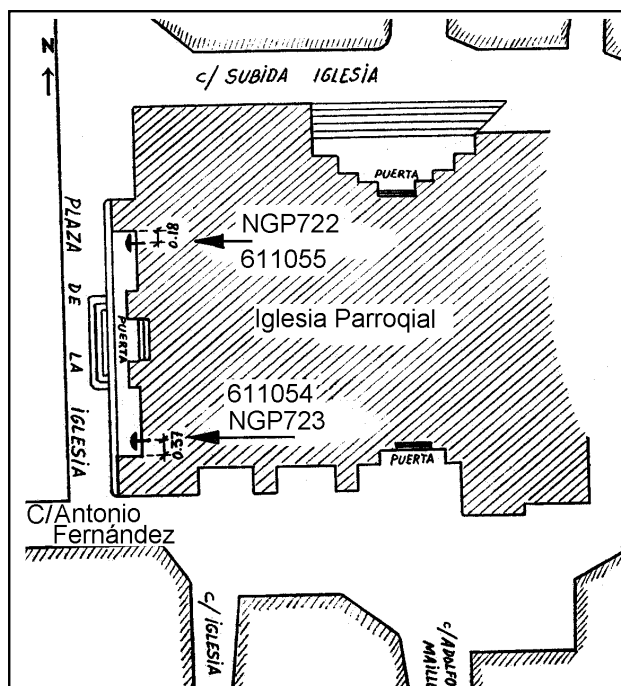 N
c/ SUBIDA IGLESIA
PUERTA
PLAZA DE LA IGLESIA
0.18
NGP722
611055
PUERTA
Iglesia Parroqial
611054
NGP723
0.37
PUERTA
C/Antonio
Fernández
c/ IGLESIA
c/ADOLFO
MAILL